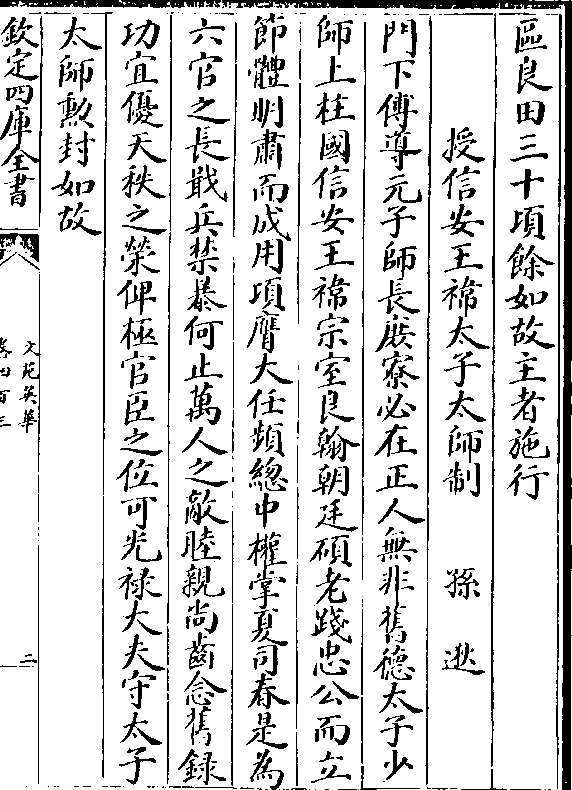 區良田三十頃餘如故主者施行
授信安王禕太子太師制 孫逖
門下傅導元子師長庶寮必在正人無非舊德太子少
師上柱國信安王禕宗室良翰朝廷碩老踐忠公而立
節體明肅而成用項膺大任頻總中權掌夏司春是為
六官之長戢兵禁暴何止萬人之敵睦親尚齒念舊錄
功宜優天秩之榮俾極官臣之位可光祿大夫守太子
太師勲封如故
欽定四庫全書
文苑英華
卷四百三
二